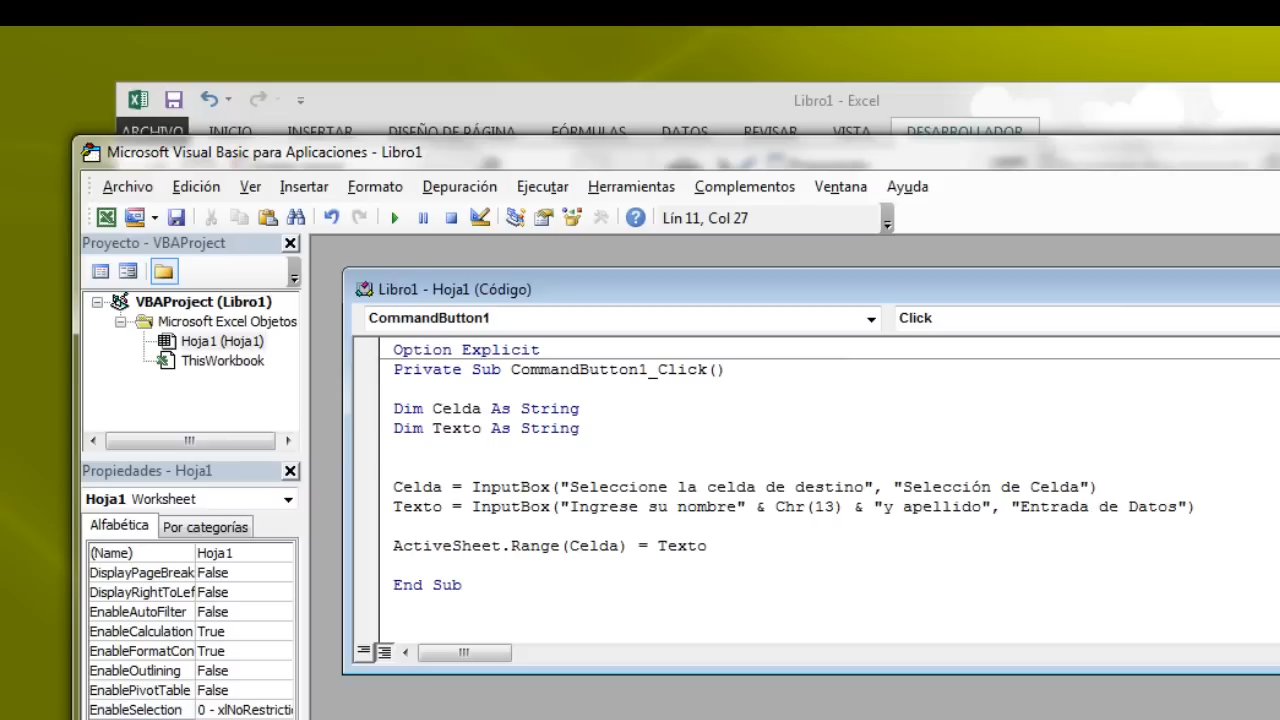 Libro1 - Excel
ARCHIVO INICIO INSERTAR DISEÑO DE PÁGINA FÓRMULAS DATOS REVISAR VISTA DESARROLLADOR
Microsoft Visual Basic para Aplicaciones - Libro1
Archivo Edición Ver Insertar Formato Depuración Ejecutar Herramientas Complementos Ventana Ayuda
Lín 11, Col 27
Proyecto - VBAProject
VBAProject (Libro1)
Microsoft Excel Objetos
Hoja1 (Hoja1)
ThisWorkbook
Propiedades - Hoja1
Hoja1 Worksheet
Alfabética Por categorías
(Name) Hoja1
DisplayPageBreak False
DisplayRightToLef False
EnableAutoFilter False
EnableCalculation True
EnableFormatCon True
EnableOutlining False
EnablePivotTable False
EnableSelection 0 - xlNoRestricti
Libro1 - Hoja1 (Código)
CommandButton1 Click
Option Explicit
Private Sub CommandButton1_Click()
Dim Celda As String
Dim Texto As String
Celda = InputBox("Seleccione la celda de destino", "Selección de Celda")
Texto = InputBox("Ingrese su nombre" & Chr(13) & "y apellido", "Entrada de Datos")
ActiveSheet.Range(Celda) = Texto
End Sub